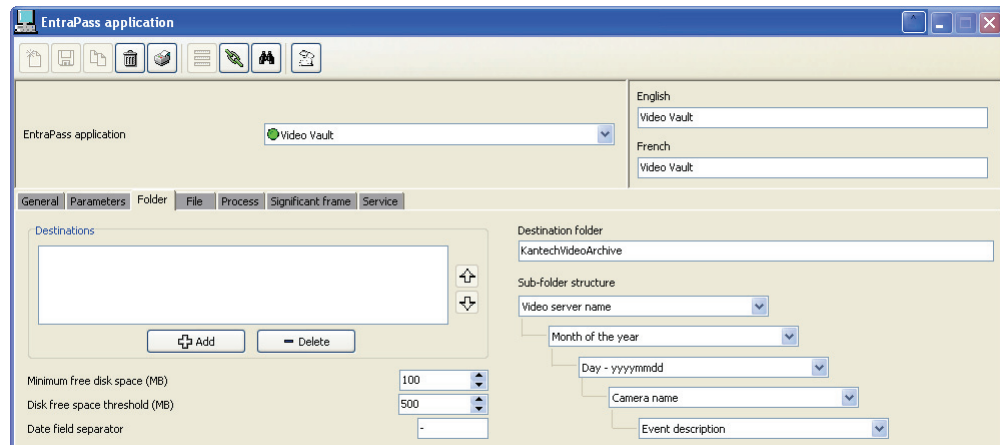 EntraPass application
English
Video Vault
EntraPass application
Video Vault
French
Video Vault
General Parameters Folder File Process Significant frame Service
Destinations
Add
Delete
Minimum free disk space (MB)
100
Disk free space threshold (MB)
500
Date field separator
-
Destination folder
KantechVideoArchive
Sub-folder structure
Video server name
Month of the year
Day - yyyymmdd
Camera name
Event description